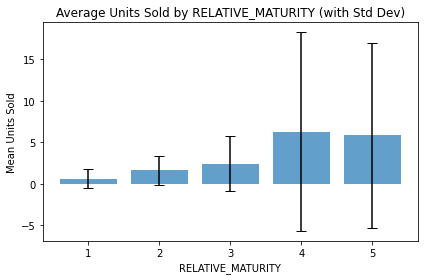 Average Units Sold by RELATIVE_MATURITY (with Std Dev)
Mean Units Sold
15
10
5
0
−5
1 2 3 4 5
RELATIVE_MATURITY